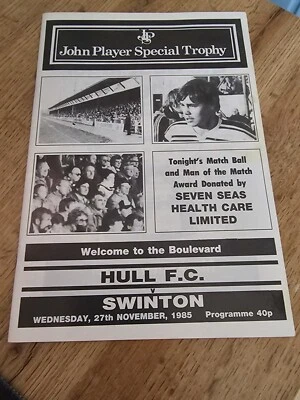 JPS
John Player Special Trophy
Tonight's Match Ball
and Man of the Match
Award Donated by
SEVEN SEAS
HEALTH CARE
LIMITED
Welcome to the Boulevard
HULL F.C.
v
SWINTON
WEDNESDAY, 27th NOVEMBER, 1985 Programme 40p